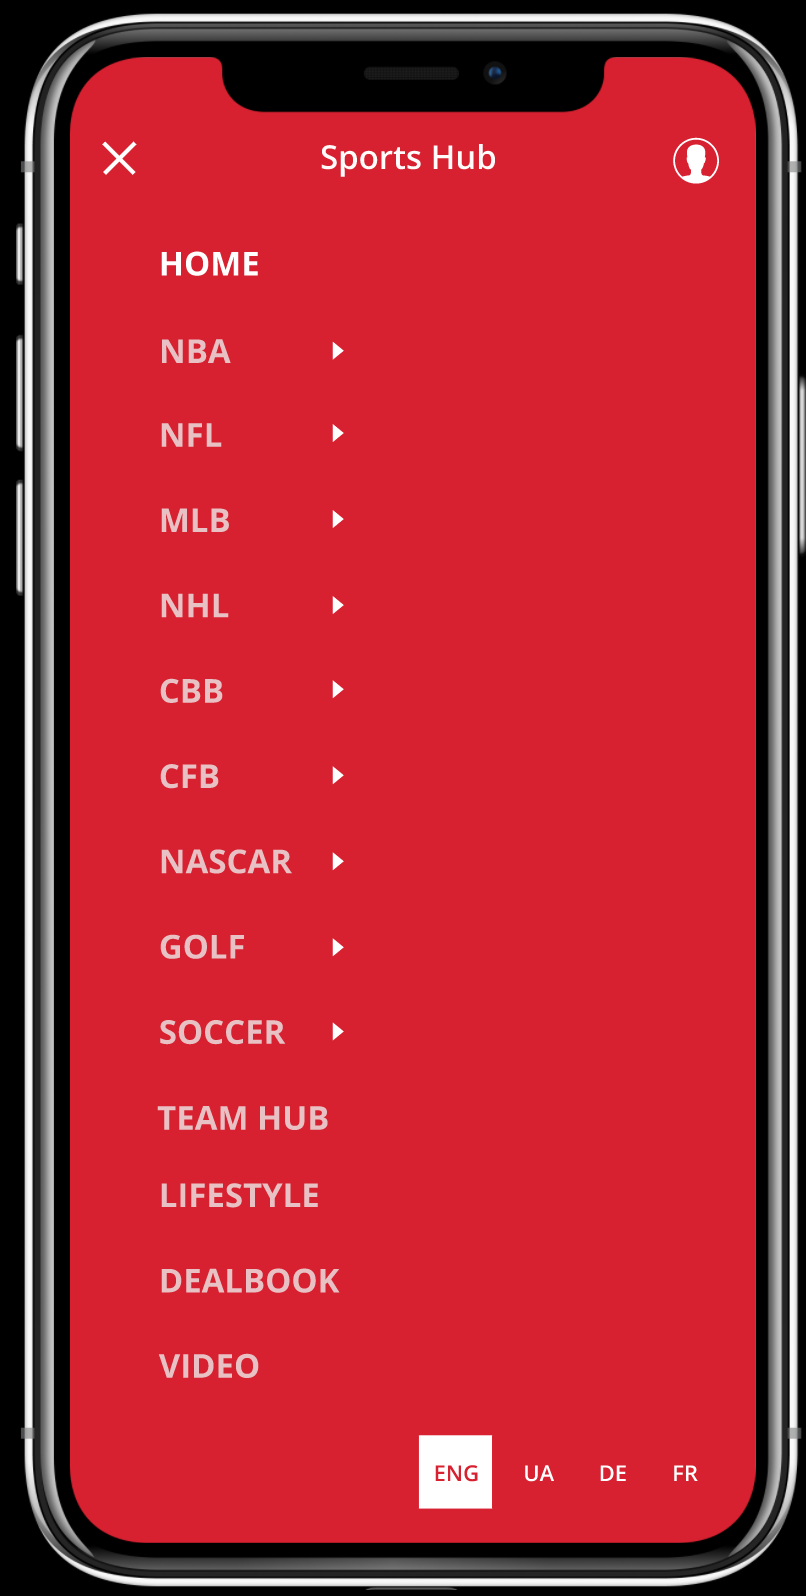 Sports Hub
HOME
NBA
NFL
MLB
NHL
CBB
CFB
NASCAR
GOLF
SOCCER
TEAM HUB
LIFESTYLE
DEALBOOK
VIDEO
ENG UA DE FR